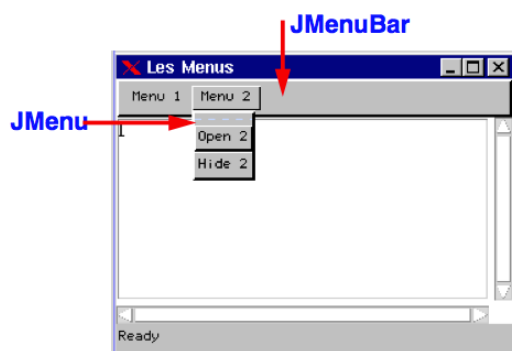 JMenuBar
Les Menus
Menu 1 Menu 2
JMenu
Open 2
Hide 2
Ready